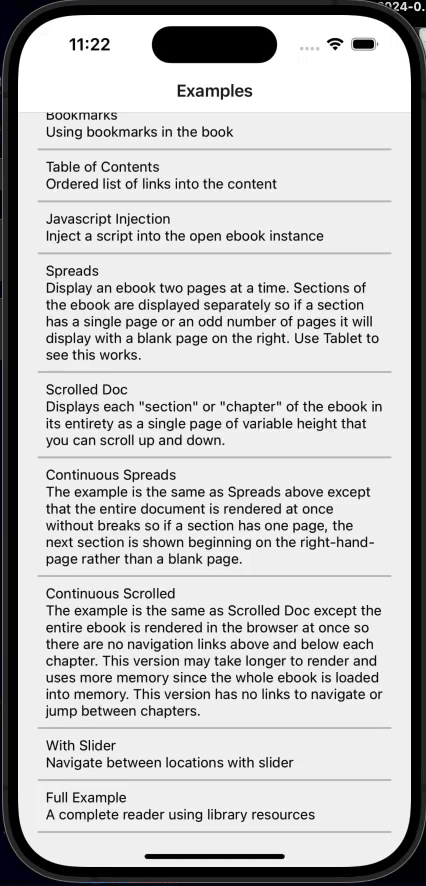 2024-0.
11:22
Examples
Bookmarks
Using bookmarks in the book
Table of Contents
Ordered list of links into the content
Javascript Injection
Inject a script into the open ebook instance
Spreads
Display an ebook two pages at a time. Sections of
the ebook are displayed separately so if a section
has a single page or an odd number of pages it will
display with a blank page on the right. Use Tablet to
see this works.
Scrolled Doc
Displays each "section" or "chapter" of the ebook in
its entirety as a single page of variable height that
you can scroll up and down.
Continuous Spreads
The example is the same as Spreads above except
that the entire document is rendered at once
without breaks so if a section has one page, the
next section is shown beginning on the right-hand-
page rather than a blank page.
Continuous Scrolled
The example is the same as Scrolled Doc except the
entire ebook is rendered in the browser at once so
there are no navigation links above and below each
chapter. This version may take longer to render and
uses more memory since the whole ebook is loaded
into memory. This version has no links to navigate or
jump between chapters.
With Slider
Navigate between locations with slider
Full Example
A complete reader using library resources